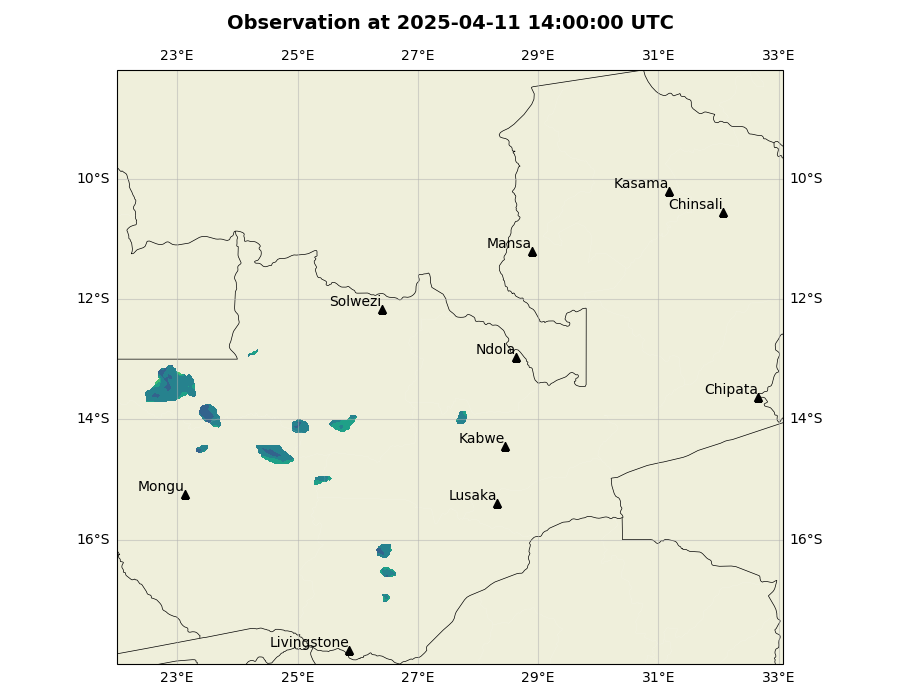 Observation at 2025-04-11 14:00:00 UTC
23°E 25°E 27°E 29°E 31°E 33°E
10°S 10°S
Kasama
Chinsali
Mansa
12°S 12°S
Solwezi
Ndola
Chipata
14°S 14°S
Kabwe
Mongu
Lusaka
16°S 16°S
Livingstone
23°E 25°E 27°E 29°E 31°E 33°E